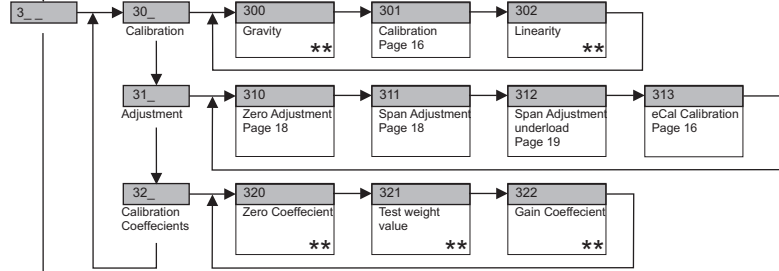 3_ _
30_
300
301
302
Calibration
Gravity
**
Calibration
Page 16
Linearity
**
31_
310
311
312
313
Adjustment
Zero Adjustment
Page 18
Span Adjustment
Page 18
Span Adjustment
underload
Page 19
eCal Calibration
Page 16
32_
320
321
322
Calibration
Coeffecients
Zero Coeffecient
**
Test weight
value
**
Gain Coeffecient
**